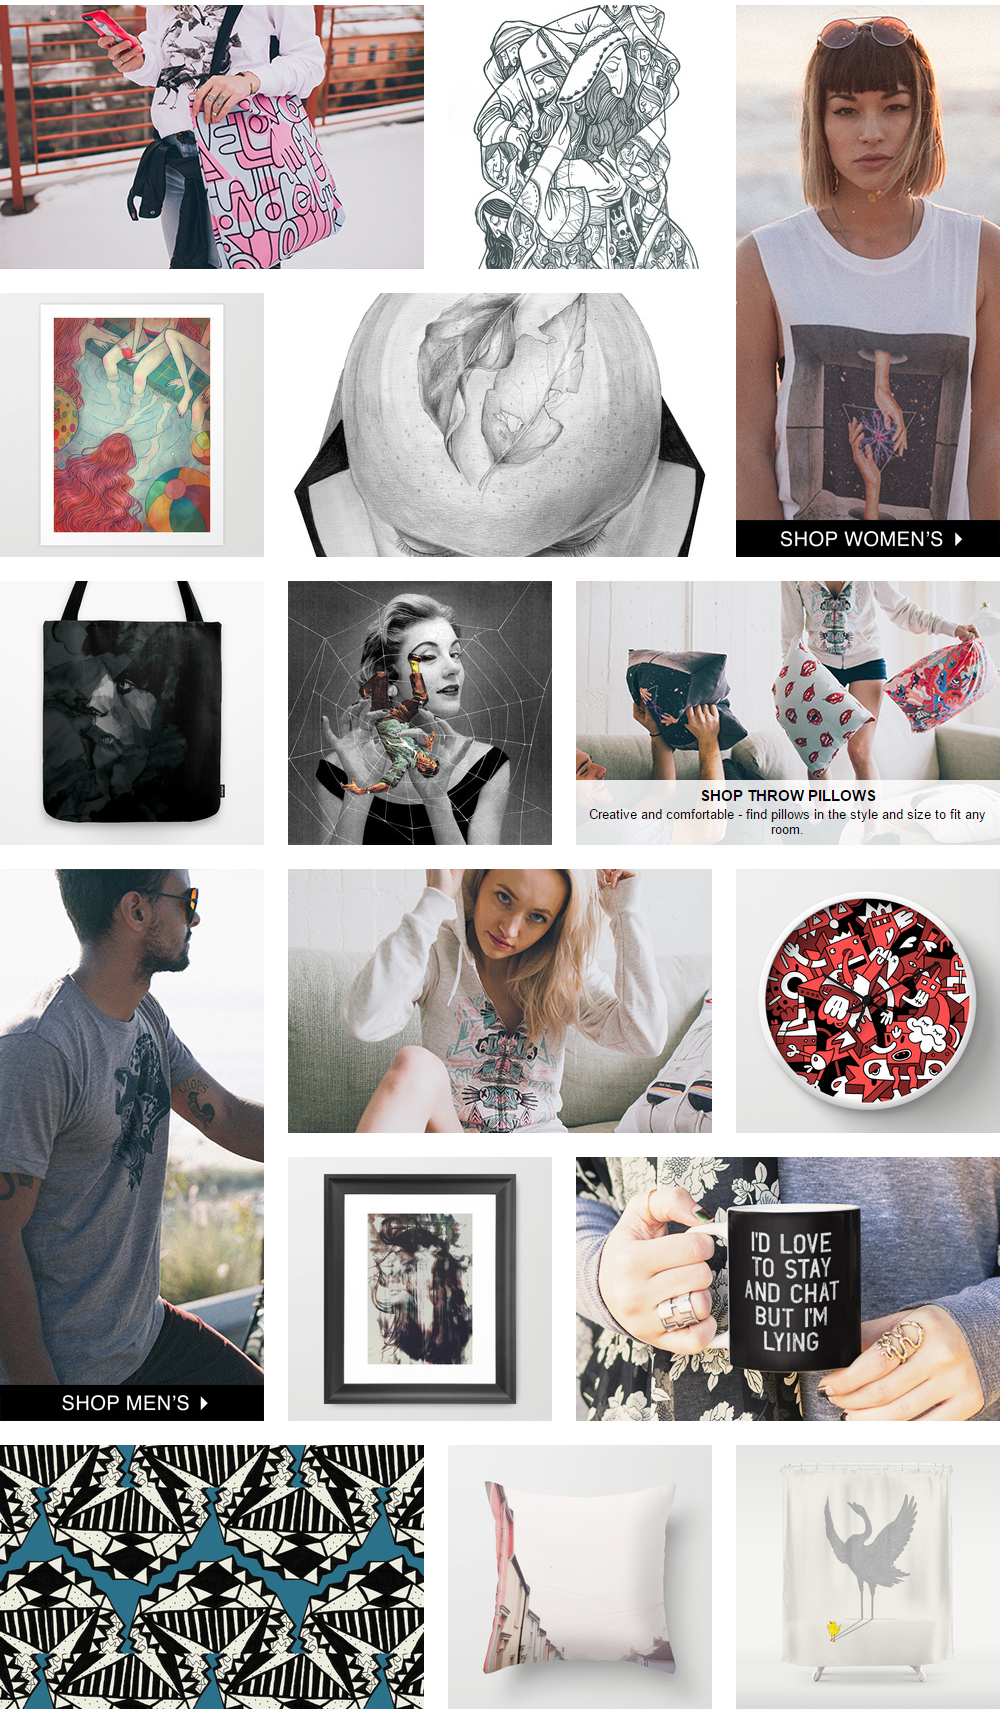 SHOP WOMEN'S
SHOP THROW PILLOWS
Creative and comfortable - find pillows in the style and size to fit any
room.
SHOP MEN'S
I'D LOVE
TO STAY
AND CHAT
BUT I'M
LYING